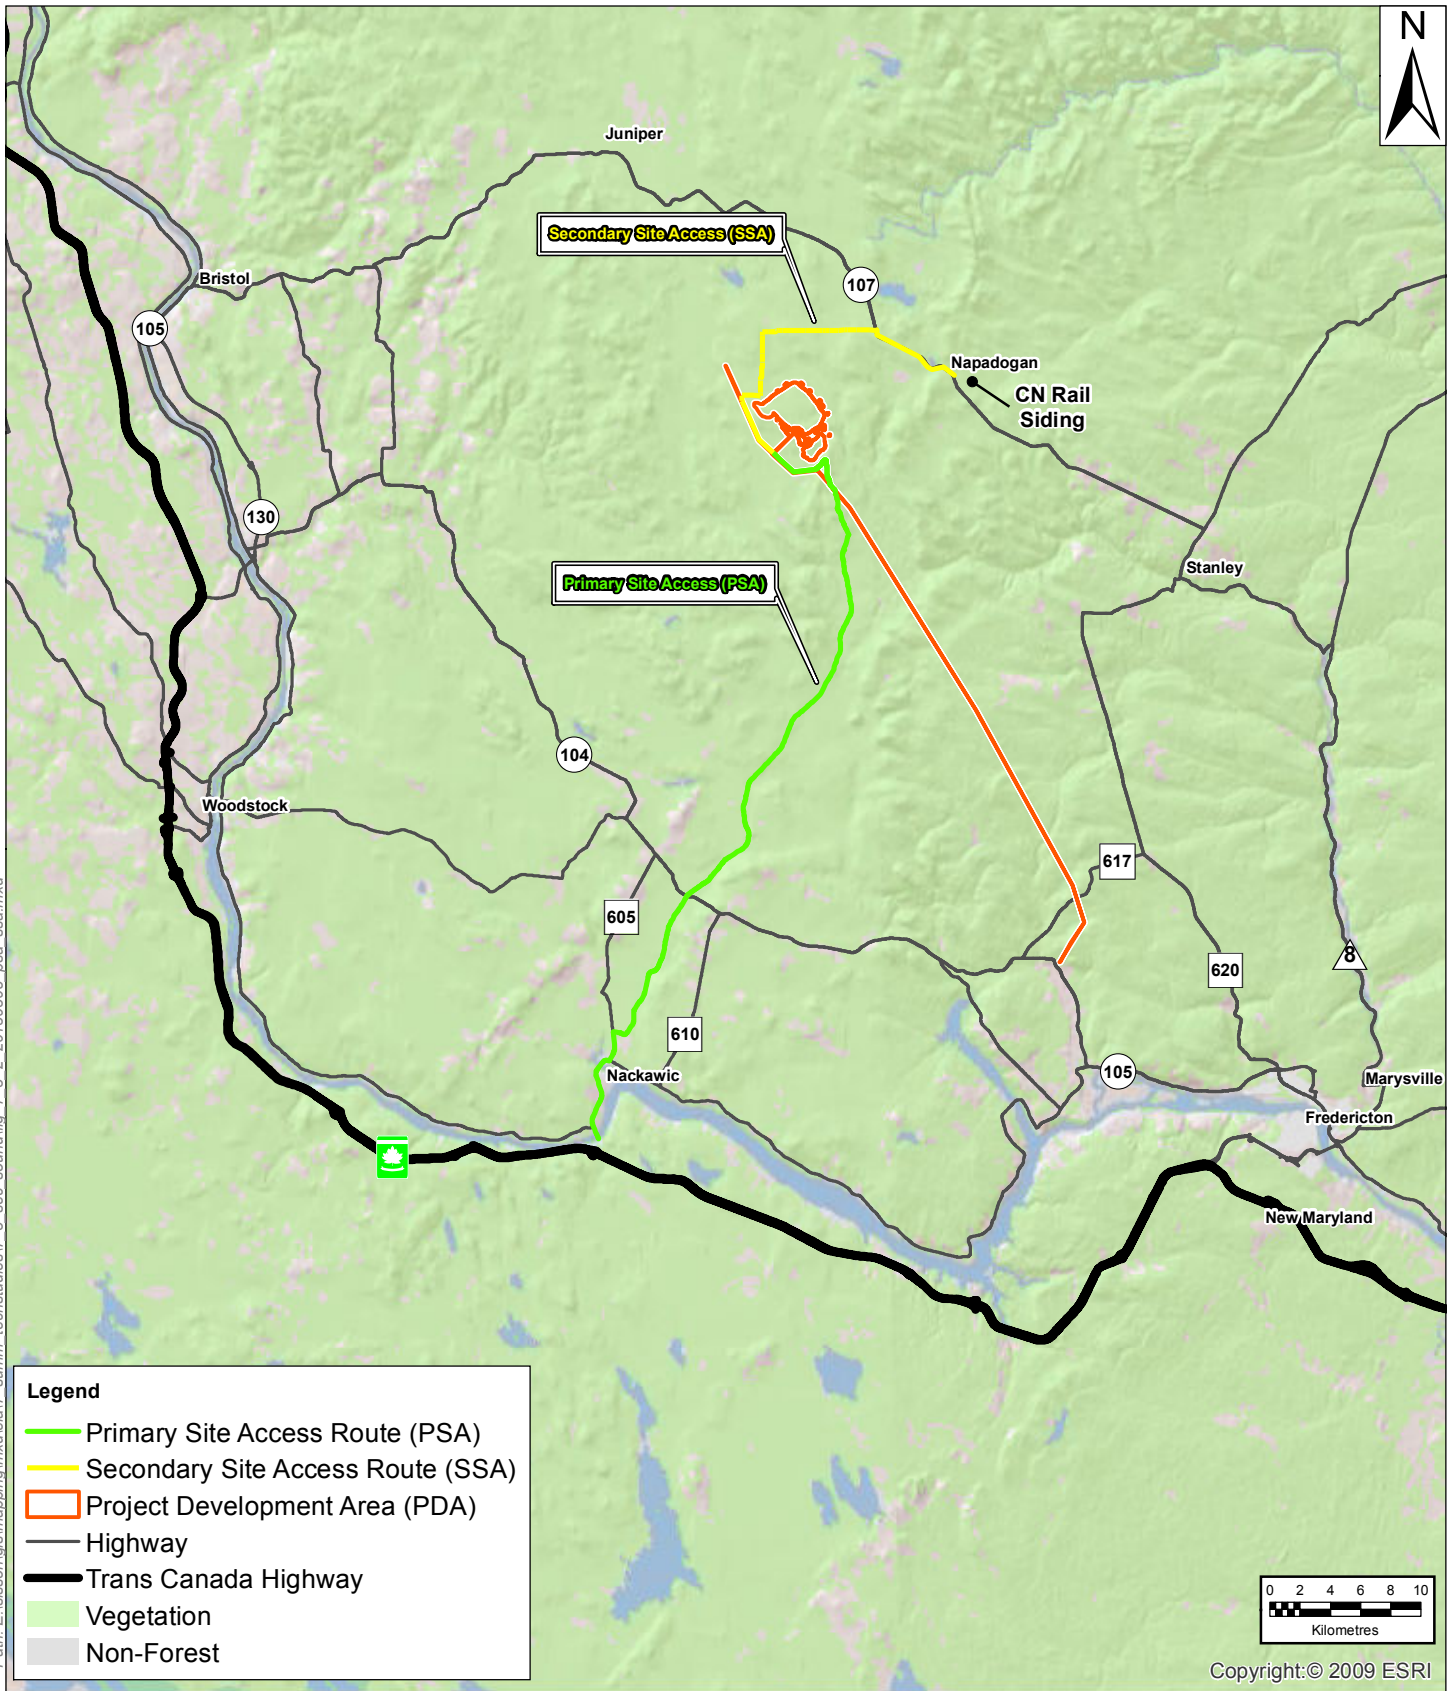 N
Juniper
Secondary Site Access (SSA)
Bristol
107
105
Napadogan
CN Rail
Siding
130
Stanley
Primary Site Access (PSA)
104
Woodstock
617
605
8
620
610
Nackawic
105
Marysville
Fredericton
New Maryland
Legend
Primary Site Access Route (PSA)
Secondary Site Access Route (SSA)
Project Development Area (PDA)
Highway
Trans Canada Highway
Vegetation
Non-Forest
0 2 4 6 8 10
Kilometres
Copyright:© 2009 ESRI